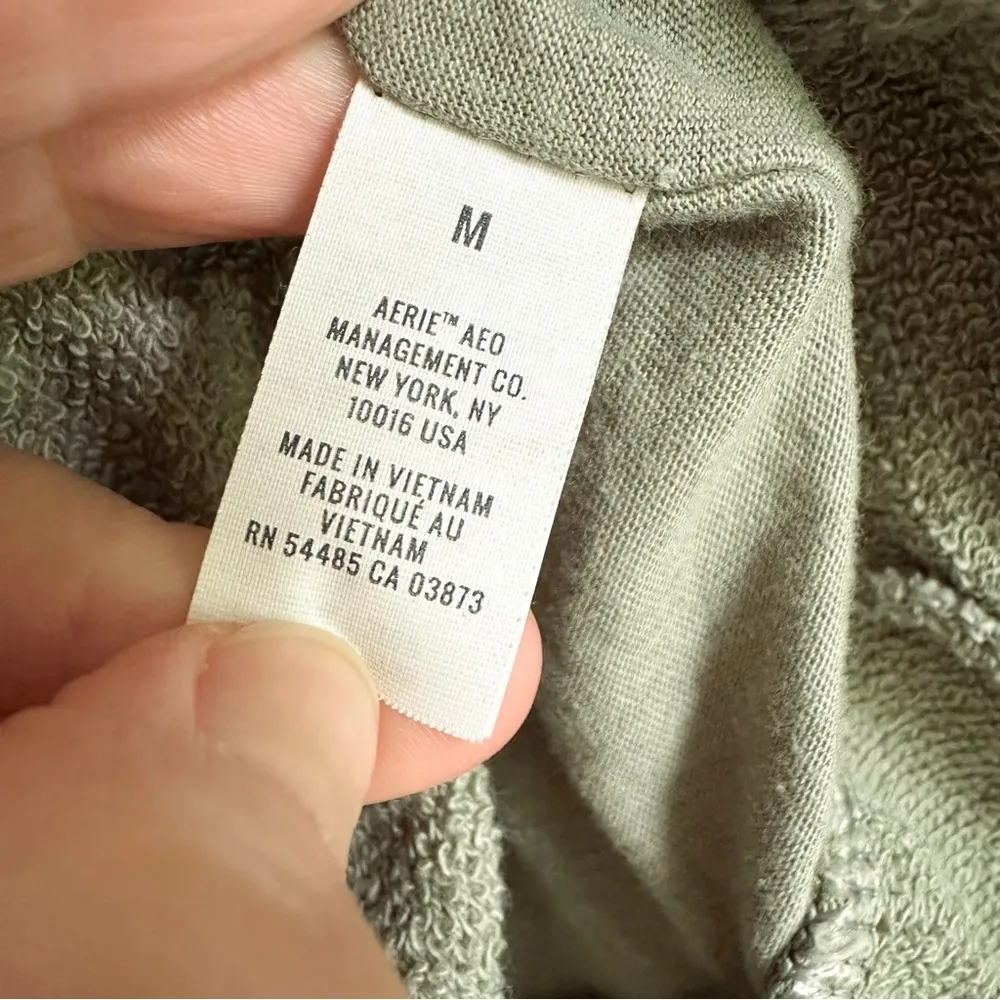 M
AERIE™ AEO
MANAGEMENT CO.
NEW YORK, NY
10016 USA
MADE IN VIETNAM
FABRIQUÉ AU
VIETNAM
RN 54485 CA 03873